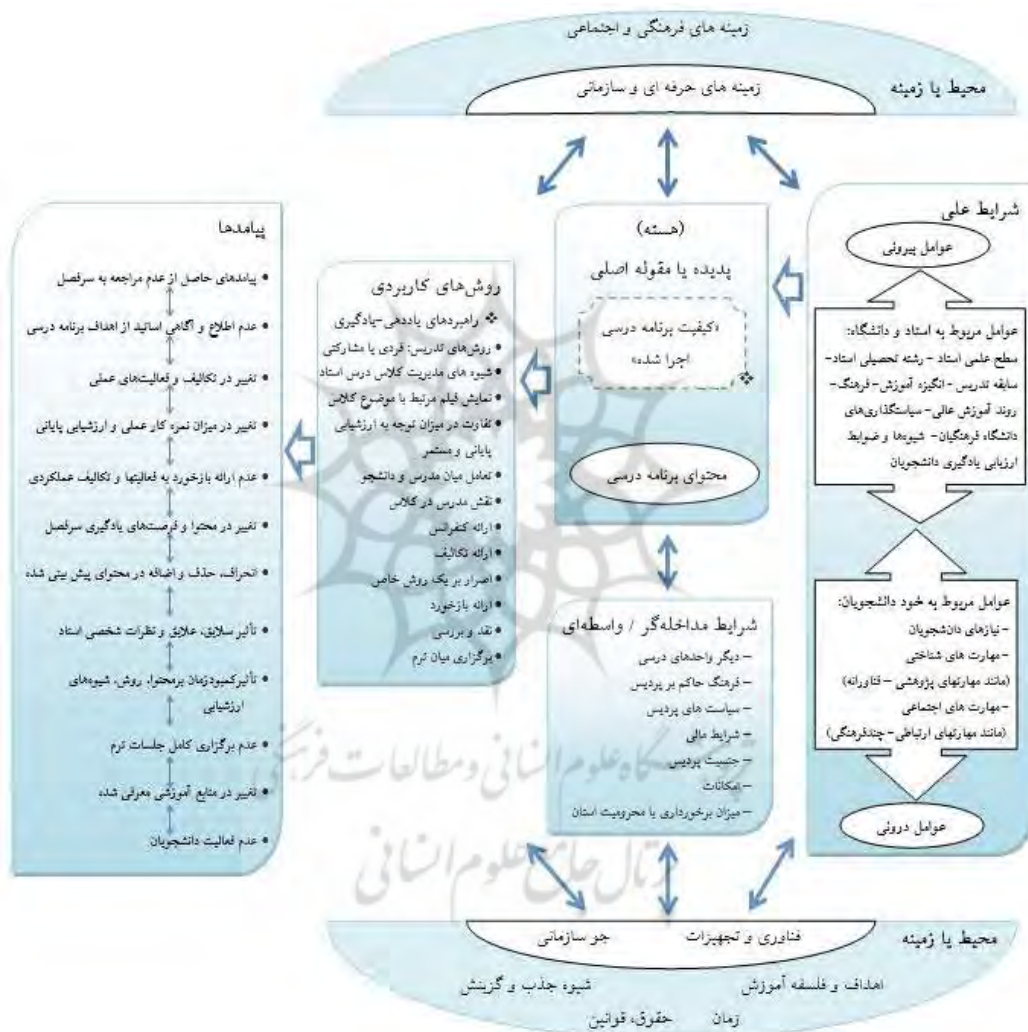 زمینه های فرهنگی و اجتماعی
محیط یا زمینه
زمینه های حرفه ای و سازمانی
شرایط علی
عوامل بیرونی
عوامل مربوط به استاد و دانشگاه:
سطح علمی استاد – رشته تحصیلی استاد–
سابقه تدریس – انگیزه آموزش – فرهنگ–
روند آموزش عالی– سیاستگذاری‌های
دانشگاه فرهنگیان– شیوه‌ها و ضوابط
ارزیابی یادگیری دانشجویان
عوامل مربوط به خود دانشجویان:
– نیازهای دانشجویان
– مهارت های شناختی
(مانند مهارتهای پژوهشی – فناورانه)
– مهارت های اجتماعی
(مانند مهارتهای ارتباطی – چندفرهنگی)
عوامل درونی
(هسته)
پدیده یا مقوله اصلی
«کیفیت برنامه درسی
اجرا شده»
محتوای برنامه درسی
شرایط مداخله‌گر / واسطه‌ای
– دیگر واحدهای درسی
– فرهنگ حاکم بر پردیس
– سیاست های پردیس
– شرایط مالی
– جنسیت پردیس
– امکانات
– میزان برخورداری یا محرومیت استان
روش‌های کاربردی
❖ راهبردهای یاددهی–یادگیری
• روش‌های تدریس: فردی یا مشارکتی
• شیوه های مدیریت کلاس درس استاد
• نمایش فیلم مرتبط با موضوع کلاس
• تفاوت در میزان توجه به ارزشیابی
پایانی و مستمر
• تعامل میان مدرس و دانشجو
• نقش مدرس در کلاس
• ارائه کنفرانس
• ارائه تکالیف
• اصرار بر یک روش خاص
• ارائه بازخورد
• نقد و بررسی
• برگزاری میان ترم
پیامدها
• پیامدهای حاصل از عدم مراجعه به سرفصل
• عدم اطلاع و آگاهی اساتید از اهداف برنامه درسی
• تغییر در تکالیف و فعالیت‌های عملی
• تغییر در میزان نمره کار عملی و ارزشیابی پایانی
• عدم ارائه بازخورد به فعالیتها و تکالیف عملکردی
• تغییر در محتوا و فرصت‌های یادگیری سرفصل
• انحراف، حذف و اضافه در محتوای پیش بینی شده
• تأثیر سلایق، علایق و نظرات شخصی استاد
• تأثیرکمبودزمان برمحتوا، روش، شیوه‌های
ارزشیابی
• عدم برگزاری کامل جلسات ترم
• تغییر در منابع آموزشی معرفی شده
• عدم فعالیت دانشجویان
محیط یا زمینه
فناوری و تجهیزات جو سازمانی
اهداف و فلسفه آموزش شیوه جذب و گزینش
زمان حقوق، قوانین
پژوهشگاه علوم انسانی و مطالعات فرهنگی
پرتال جامع علوم انسانی